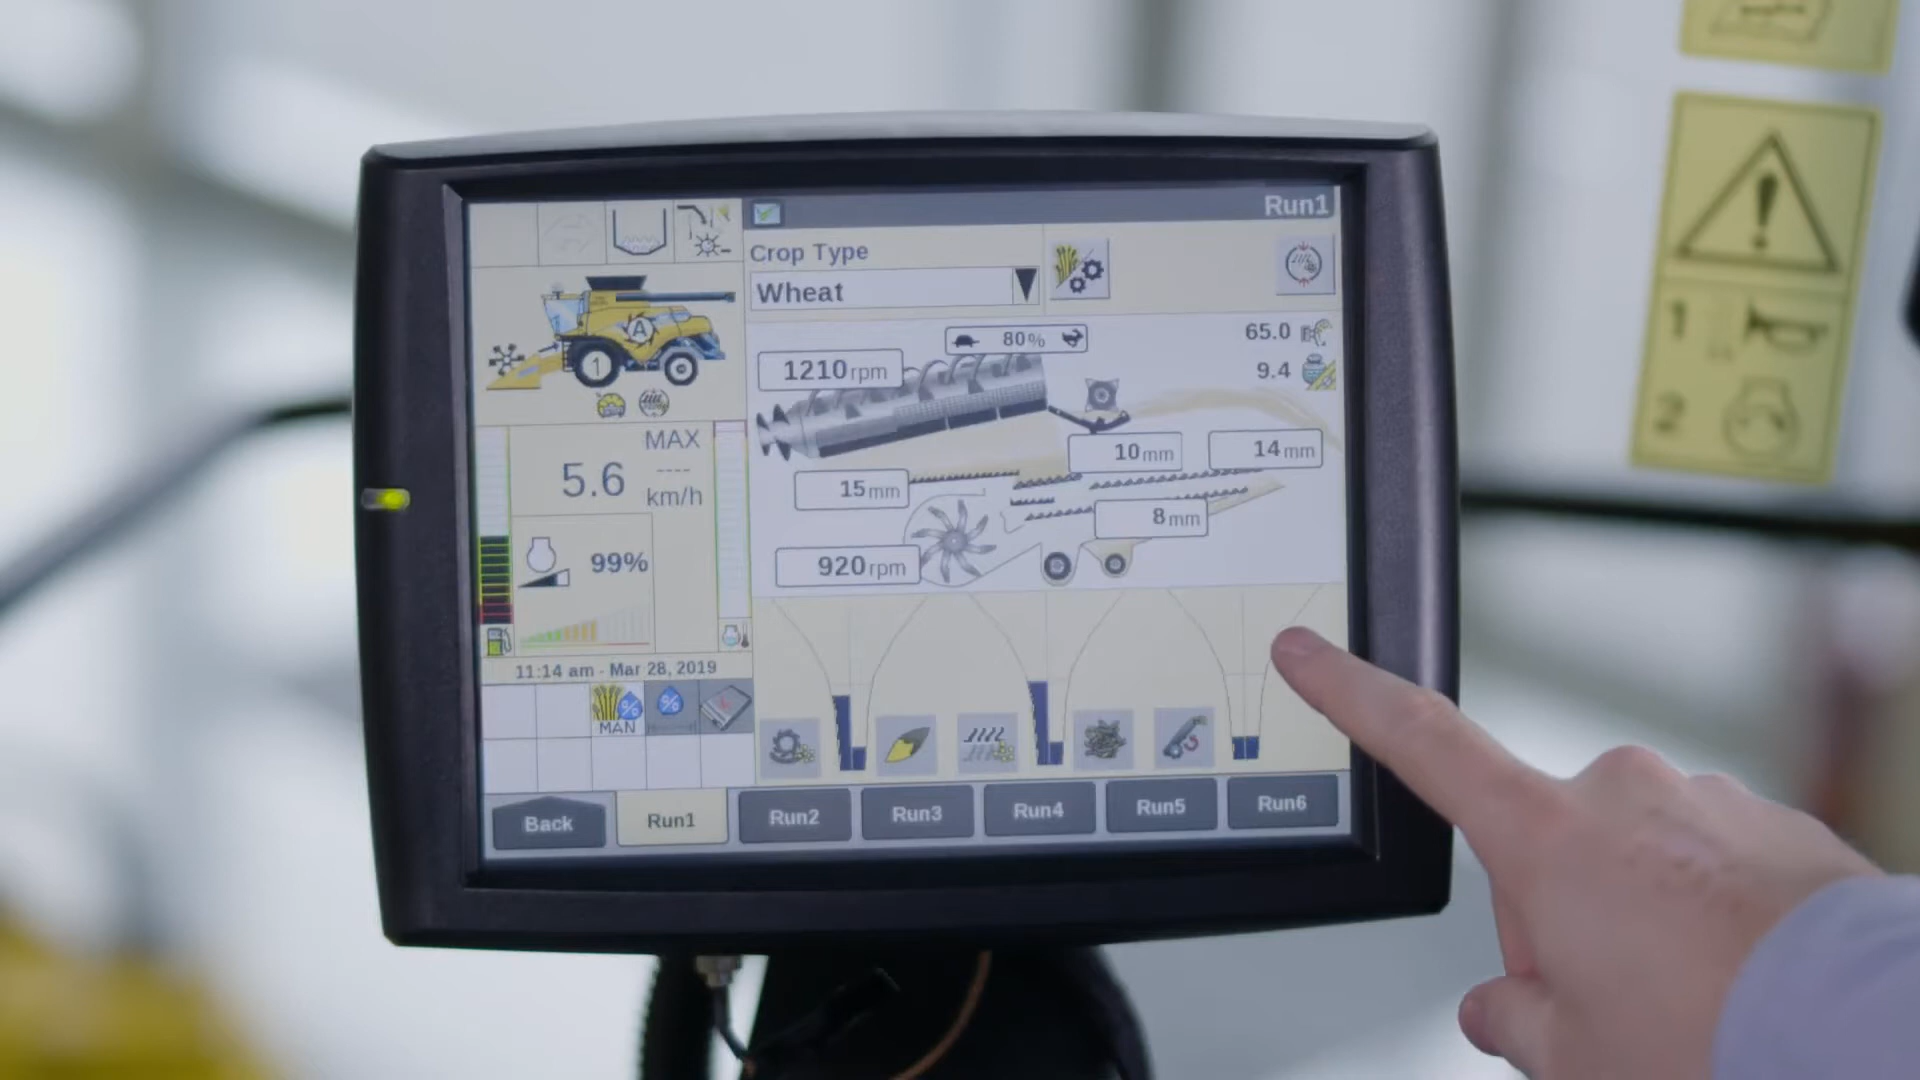 Run1
Crop Type
Wheat
80%
65.0
1210 rpm
9.4
A
1
MAX
----
5.6
km/h
10 mm
14 mm
15 mm
8 mm
99%
920 rpm
11:14 am - Mar 28, 2019
%
%
MAN
Back
Run1
Run2
Run3
Run4
Run5
Run6
!
1
2